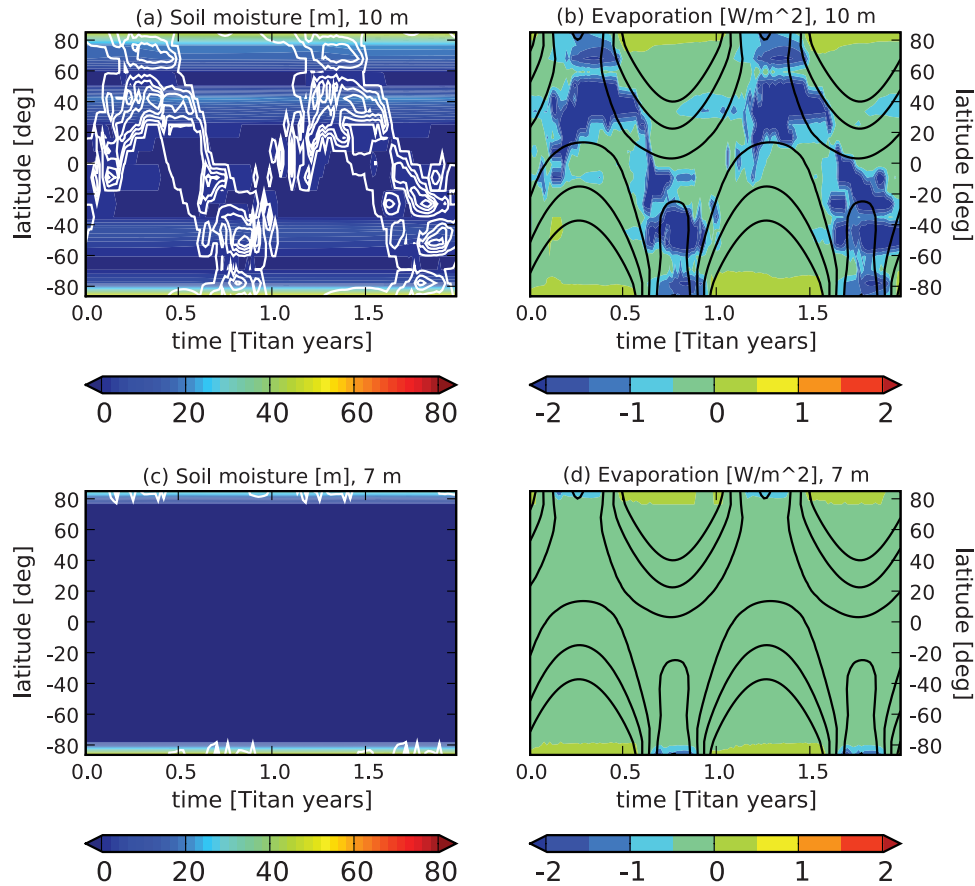 (a) Soil moisture [m], 10 m
(b) Evaporation [W/m^2], 10 m
latitude [deg]
80
60
40
20
0
-20
-40
-60
-80
0.0 0.5 1.0 1.5
time [Titan years]
0 20 40 60 80
80
60
40
20
0
-20
-40
-60
-80
latitude [deg]
0.0 0.5 1.0 1.5
time [Titan years]
-2 -1 0 1 2
(c) Soil moisture [m], 7 m
(d) Evaporation [W/m^2], 7 m
latitude [deg]
80
60
40
20
0
-20
-40
-60
-80
0.0 0.5 1.0 1.5
time [Titan years]
0 20 40 60 80
80
60
40
20
0
-20
-40
-60
-80
latitude [deg]
0.0 0.5 1.0 1.5
time [Titan years]
-2 -1 0 1 2